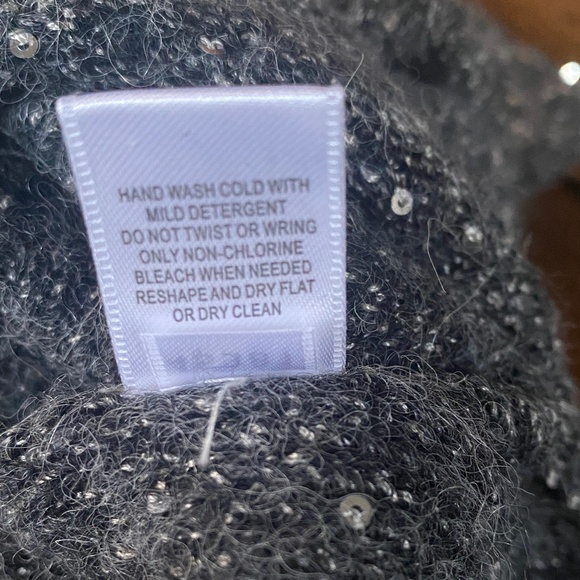 HAND WASH COLD WITH
MILD DETERGENT
DO NOT TWIST OR WRING
ONLY NON-CHLORINE
BLEACH WHEN NEEDED
RESHAPE AND DRY FLAT
OR DRY CLEAN